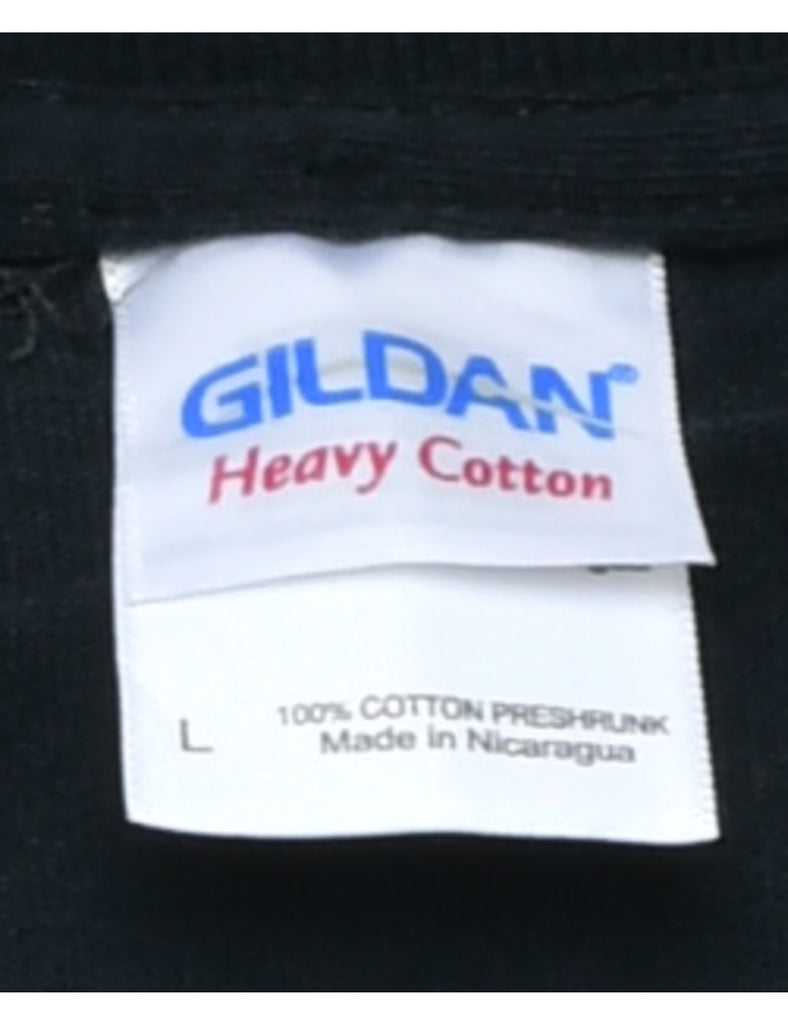 GILDAN®
Heavy Cotton
L
100% COTTON PRESHRUNK
Made in Nicaragua